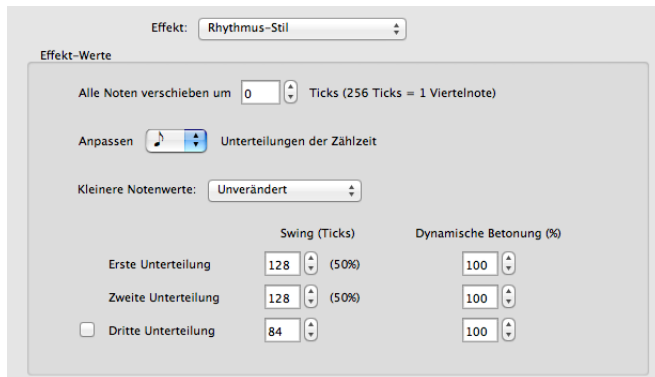 Effekt: Rhythmus-Stil
Effekt-Werte
Alle Noten verschieben um 0 Ticks (256 Ticks = 1 Viertelnote)
Anpassen ♪ Unterteilungen der Zählzeit
Kleinere Notenwerte: Unverändert
Swing (Ticks) Dynamische Betonung (%)
Erste Unterteilung 128 (50%) 100
Zweite Unterteilung 128 (50%) 100
Dritte Unterteilung 84 100